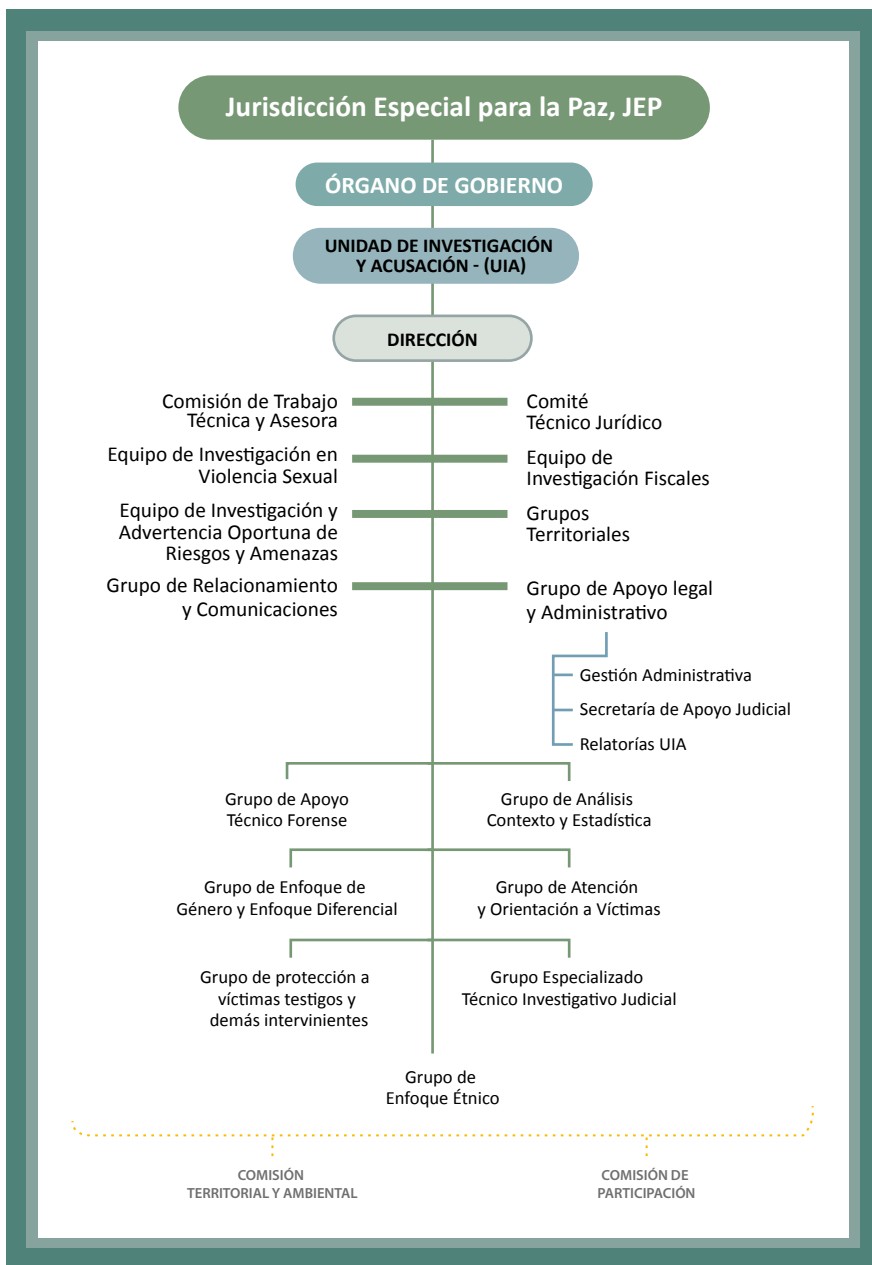 Jurisdicción Especial para la Paz, JEP
ÓRGANO DE GOBIERNO
UNIDAD DE INVESTIGACIÓN
Y ACUSACIÓN - (UIA)
DIRECCIÓN
Comisión de Trabajo
Técnica y Asesora
Comité
Técnico Jurídico
Equipo de Investigación en
Violencia Sexual
Equipo de
Investigación Fiscales
Equipo de Investigación y
Advertencia Oportuna de
Riesgos y Amenazas
Grupos
Territoriales
Grupo de Relacionamiento
y Comunicaciones
Grupo de Apoyo legal
y Administrativo
Gestión Administrativa
Secretaría de Apoyo Judicial
Relatorías UIA
Grupo de Apoyo
Técnico Forense
Grupo de Análisis
Contexto y Estadística
Grupo de Enfoque de
Género y Enfoque Diferencial
Grupo de Atención
y Orientación a Víctimas
Grupo de protección a
víctimas testigos y
demás intervinientes
Grupo Especializado
Técnico Investigativo Judicial
Grupo de
Enfoque Étnico
COMISIÓN
TERRITORIAL Y AMBIENTAL
COMISIÓN DE
PARTICIPACIÓN